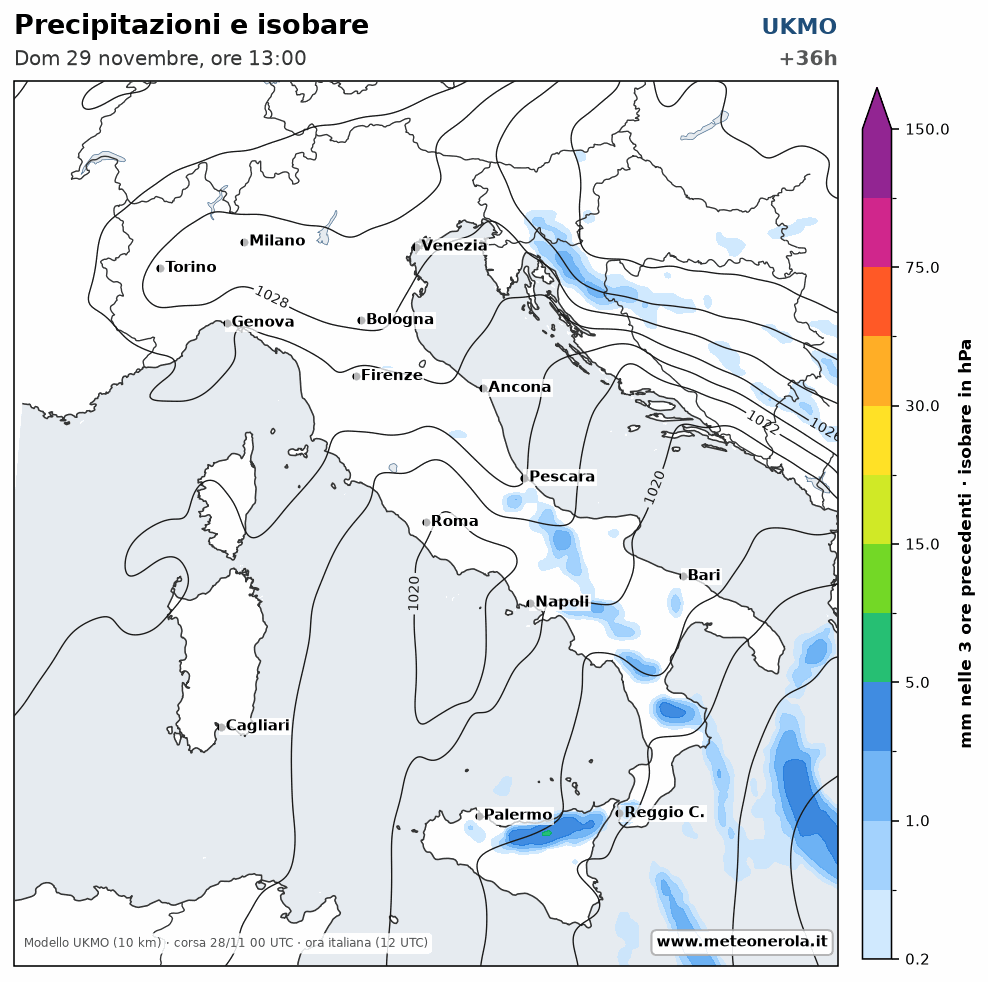 Precipitazioni e isobare
UKMO
Dom 29 novembre, ore 13:00
+36h
150.0
75.0
30.0
15.0
5.0
1.0
0.2
mm nelle 3 ore precedenti · isobare in hPa
Milano
Venezia
Torino
1028
Genova
Bologna
Firenze
Ancona
1022
1026
Pescara
1020
Roma
Bari
1020
Napoli
Cagliari
Palermo
Reggio C.
Modello UKMO (10 km) · corsa 28/11 00 UTC · ora italiana (12 UTC)
www.meteonerola.it